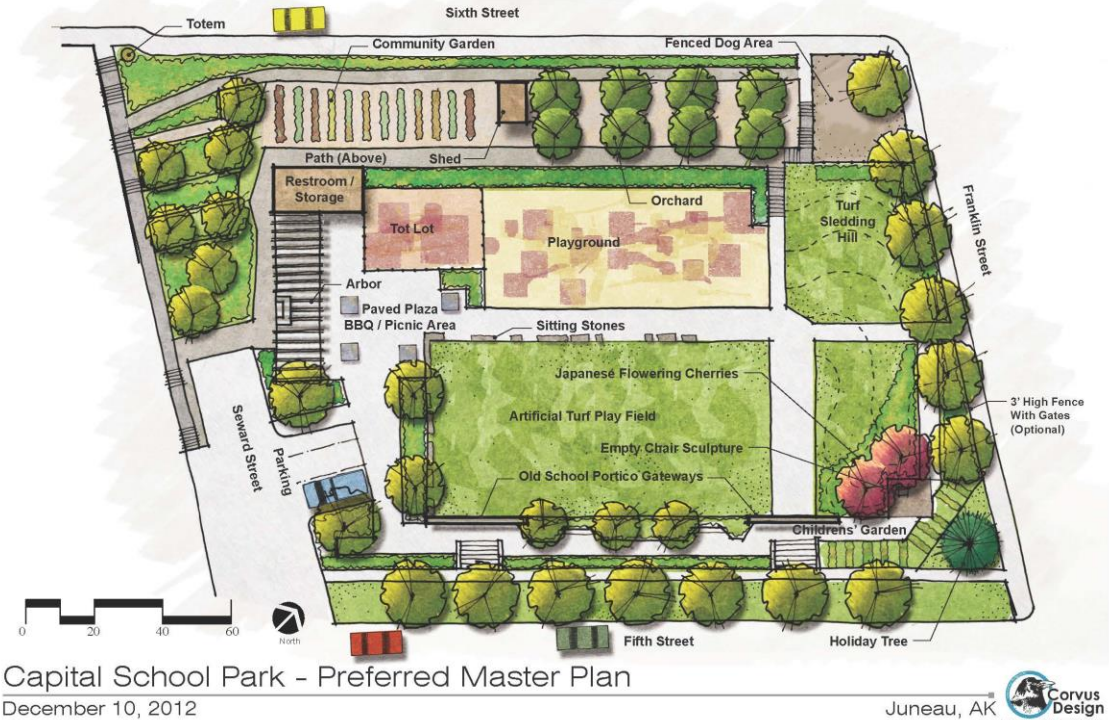 Sixth Street
Totem
Community Garden
Fenced Dog Area
Path (Above)
Shed
Restroom /
Storage
Orchard
Turf
Sledding
Hill
Franklin Street
Tot Lot
Playground
Arbor
Paved Plaza
BBQ / Picnic Area
Sitting Stones
Japanese Flowering Cherries
3' High Fence
With Gates
(Optional)
Artificial Turf Play Field
Seward Street
Parking
Empty Chair Sculpture
Old School Portico Gateways
Childrens' Garden
0 20 40 60
North
Fifth Street
Holiday Tree
Capital School Park - Preferred Master Plan
December 10, 2012
Juneau, AK
Corvus
Design